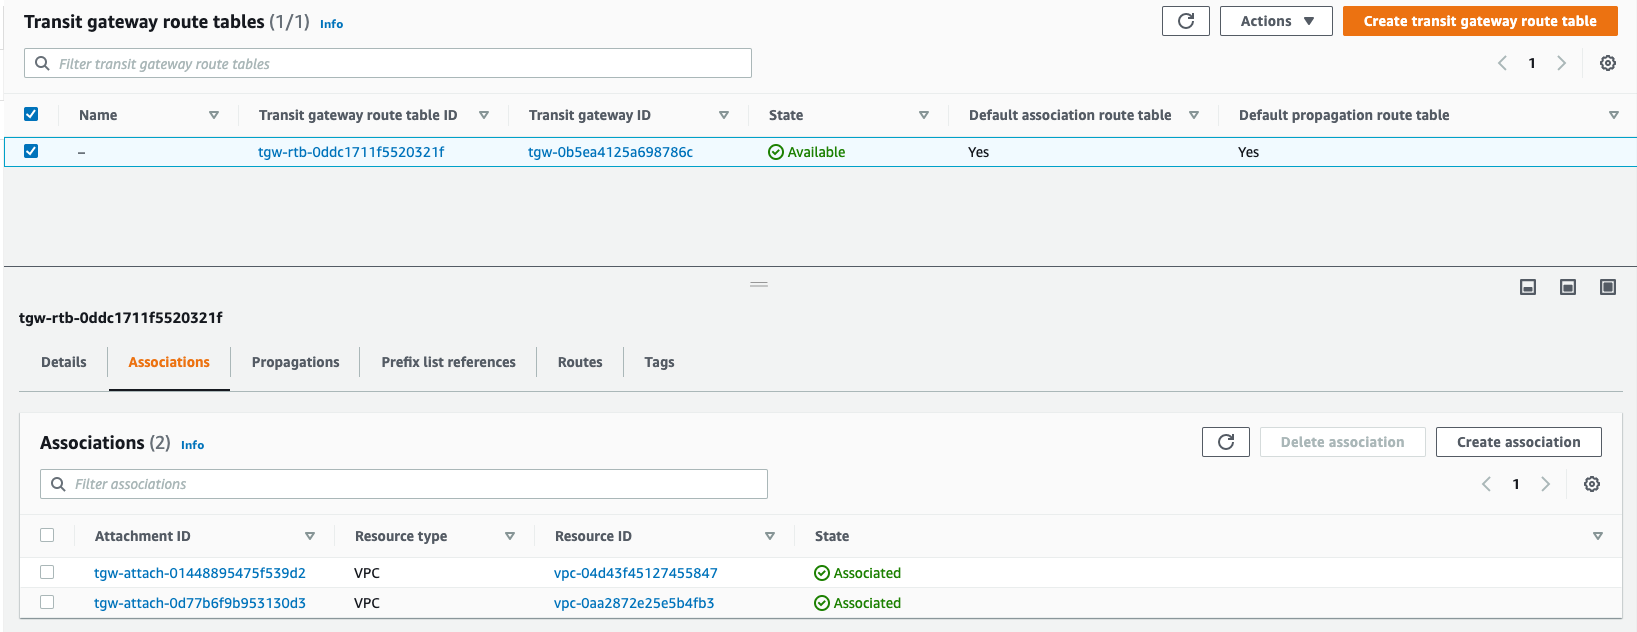 Transit gateway route tables (1/1) Info
Actions ▼ Create transit gateway route table
Filter transit gateway route tables
1
Name Transit gateway route table ID Transit gateway ID State Default association route table Default propagation route table
– tgw-rtb-0ddc1711f5520321f tgw-0b5ea4125a698786c Available Yes Yes
tgw-rtb-0ddc1711f5520321f
Details Associations Propagations Prefix list references Routes Tags
Associations (2) Info
Delete association Create association
Filter associations
1
Attachment ID Resource type Resource ID State
tgw-attach-01448895475f539d2 VPC vpc-04d43f45127455847 Associated
tgw-attach-0d77b6f9b953130d3 VPC vpc-0aa2872e25e5b4fb3 Associated